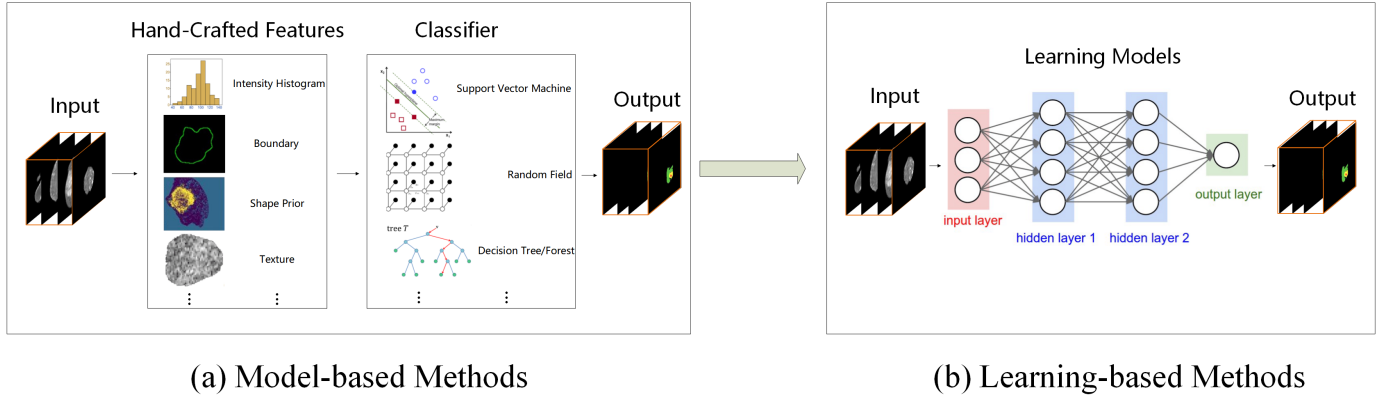 Hand-Crafted Features
Classifier
Input
Intensity Histogram
Boundary
Shape Prior
Texture
Support Vector Machine
Random Field
tree T
Decision Tree/Forest
Output
Learning Models
Input
input layer
hidden layer 1
hidden layer 2
output layer
Output
(a) Model-based Methods
(b) Learning-based Methods